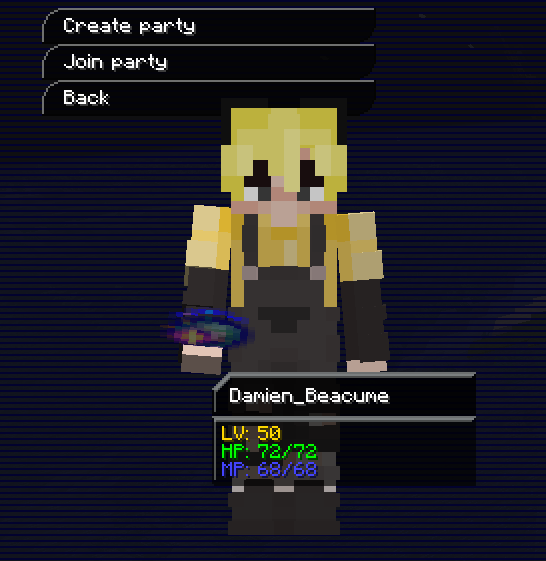 Create party
Join party
Back
Damien_Beacume
LV: 50
HP: 72/72
MP: 68/68